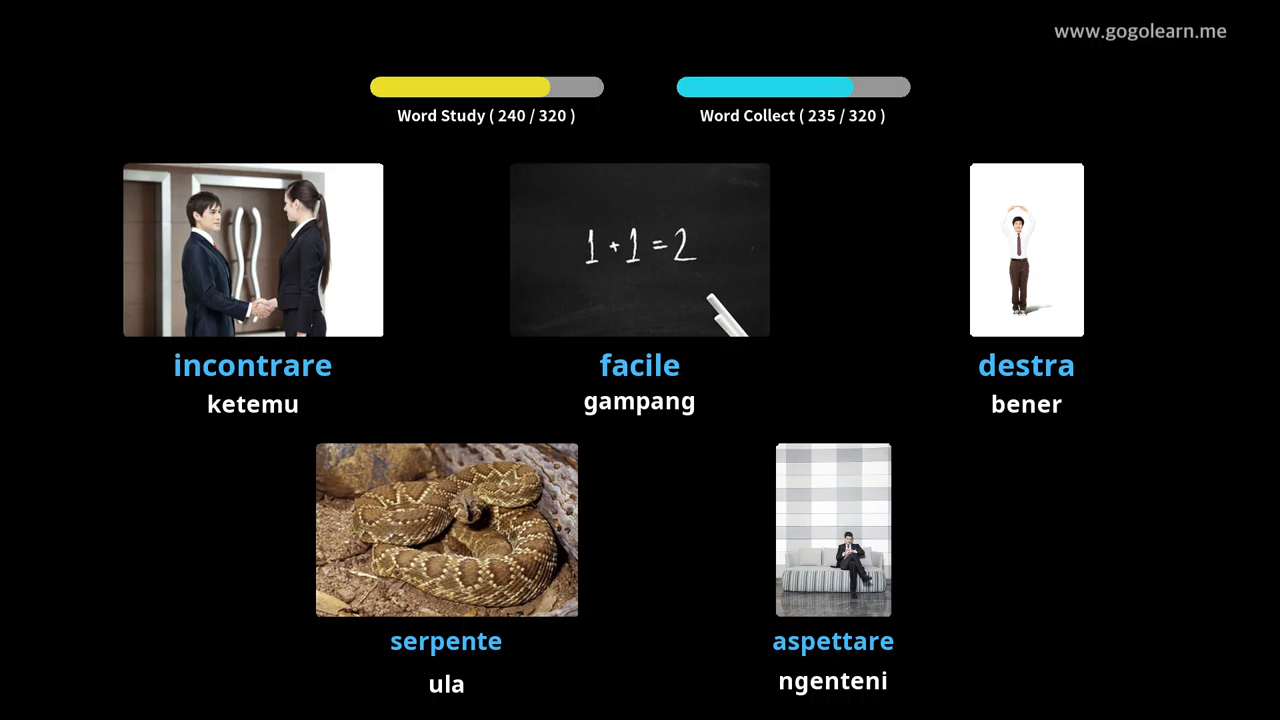 www.gogolearn.me
Word Study ( 240 / 320 )
Word Collect ( 235 / 320 )
1 + 1 = 2
incontrare
ketemu
facile
gampang
destra
bener
serpente
ula
aspettare
ngenteni